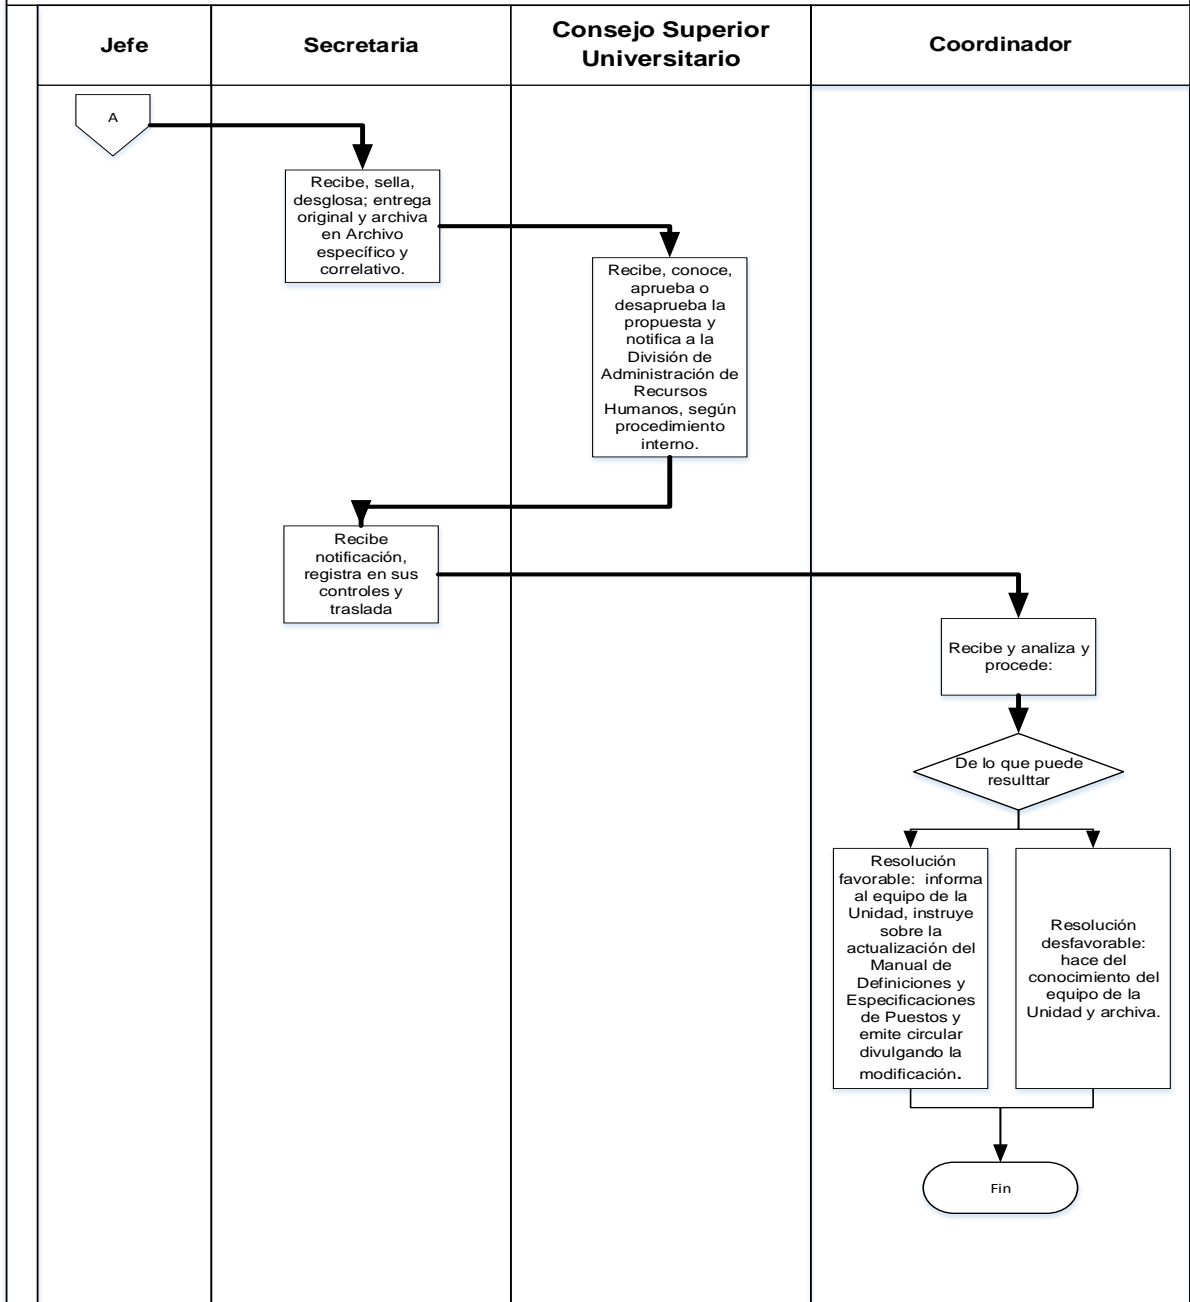 Jefe
Secretaria
Consejo Superior
Universitario
Coordinador
A
Recibe, sella,
desglosa; entrega
original y archiva
en Archivo
específico y
correlativo.
Recibe, conoce,
aprueba o
desaprueba la
propuesta y
notifica a la
División de
Administración de
Recursos
Humanos, según
procedimiento
interno.
Recibe
notificación,
registra en sus
controles y
traslada
Recibe y analiza y
procede:
De lo que puede
resulttar
Resolución
favorable:  informa
al equipo de la
Unidad, instruye
sobre la
actualización del
Manual de
Definiciones y
Especificaciones
de Puestos y
emite circular
divulgando la
modificación.
Resolución
desfavorable:
hace del
conocimiento del
equipo de la
Unidad y archiva.
Fin